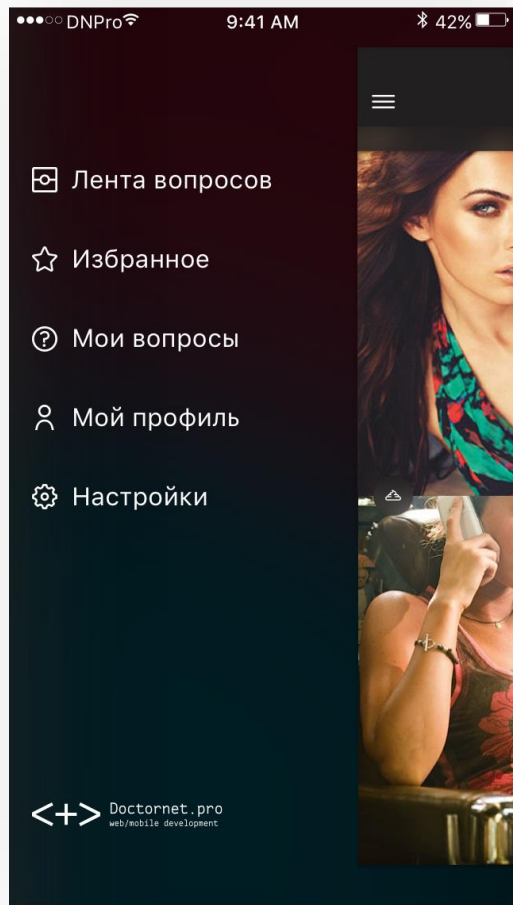 DNPro
9:41 AM
42%
Лента вопросов
Избранное
Мои вопросы
Мой профиль
Настройки
<+> Doctornet.pro
web/mobile development